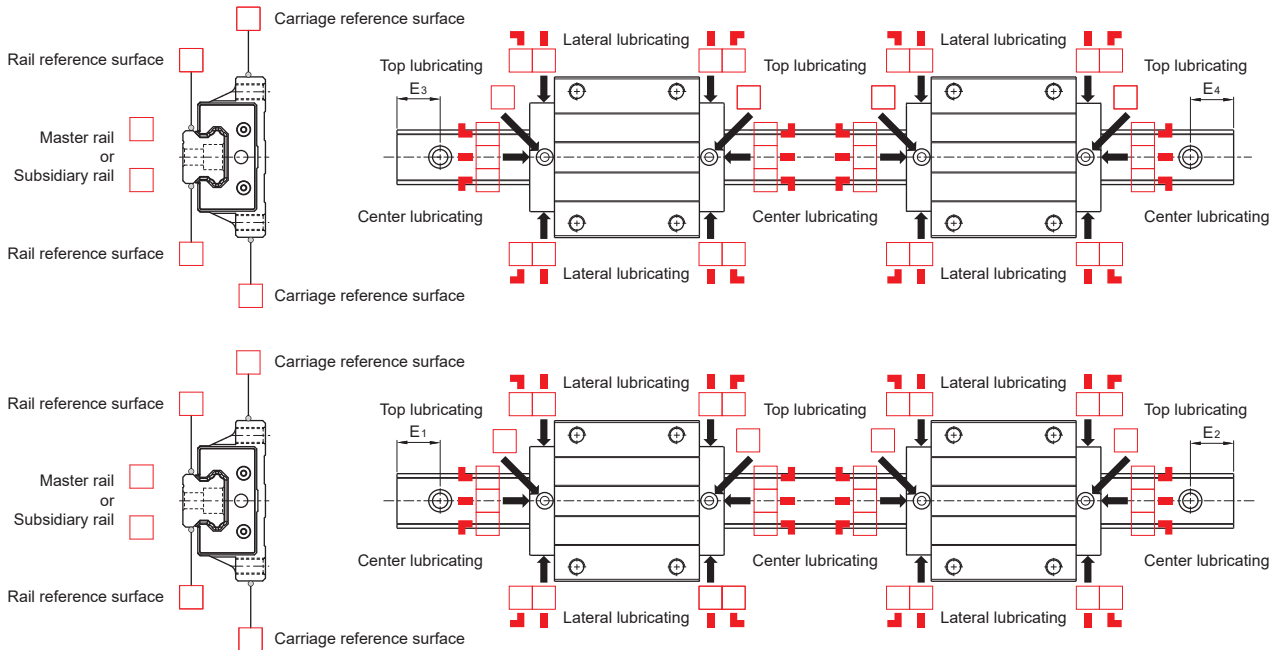 Carriage reference surface
Lateral lubricating
Lateral lubricating
Rail reference surface
Top lubricating
Top lubricating
Top lubricating
E3
E4
Master rail
or
Subsidiary rail
Center lubricating
Center lubricating
Center lubricating
Rail reference surface
Lateral lubricating
Lateral lubricating
Carriage reference surface
Carriage reference surface
Lateral lubricating
Lateral lubricating
Rail reference surface
Top lubricating
Top lubricating
Top lubricating
E1
E2
Master rail
or
Subsidiary rail
Center lubricating
Center lubricating
Center lubricating
Rail reference surface
Lateral lubricating
Lateral lubricating
Carriage reference surface